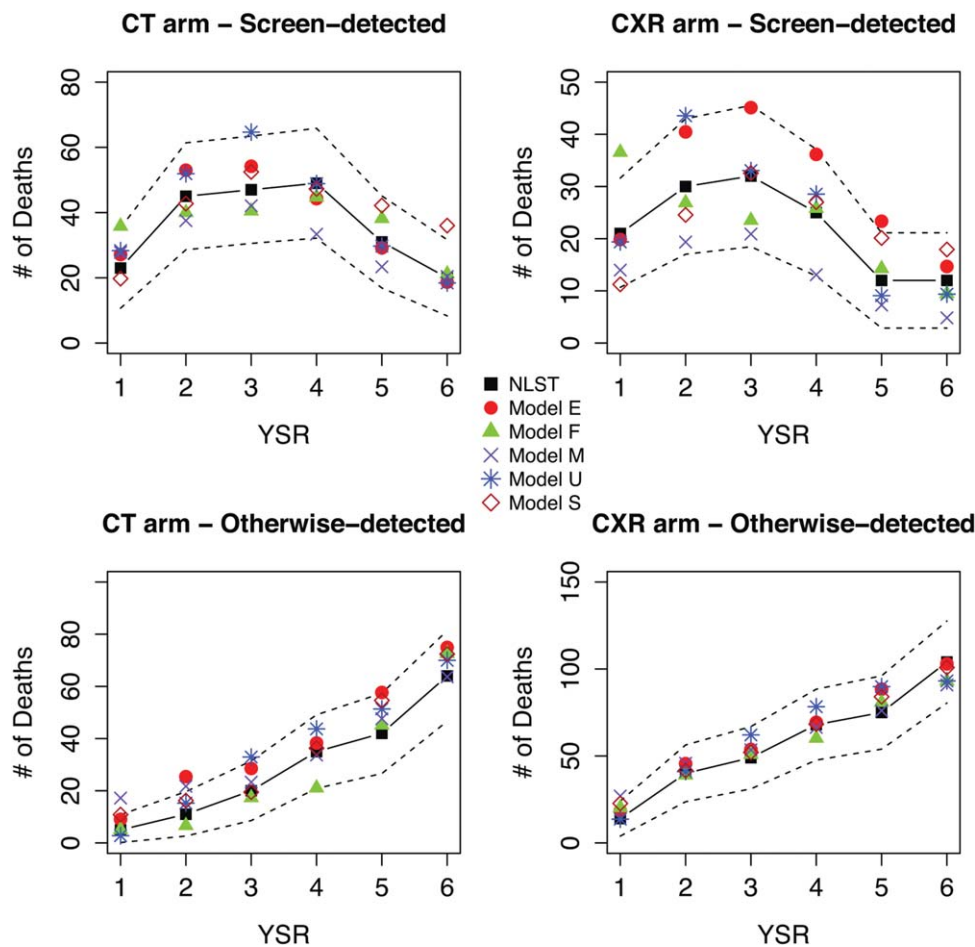 CT arm − Screen−detected
# of Deaths
80
60
40
20
0
1 2 3 4 5 6
YSR
CXR arm − Screen−detected
# of Deaths
50
40
30
20
10
0
1 2 3 4 5 6
YSR
NLST
Model E
Model F
Model M
Model U
Model S
CT arm − Otherwise−detected
# of Deaths
80
60
40
20
0
1 2 3 4 5 6
YSR
CXR arm − Otherwise−detected
# of Deaths
150
100
50
0
1 2 3 4 5 6
YSR